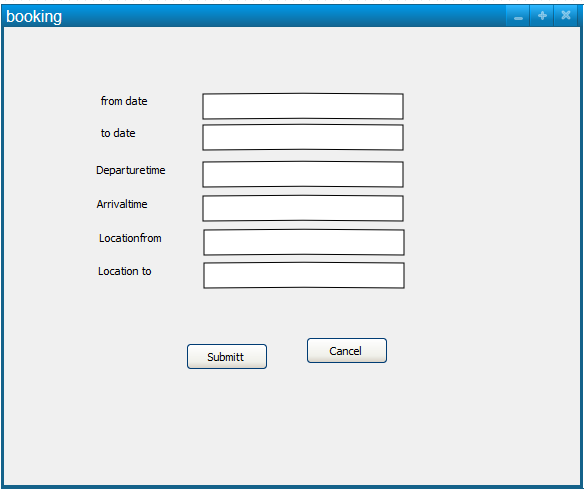 booking
from date
to date
Departuretime
Arrivaltime
Locationfrom
Location to
Submitt
Cancel